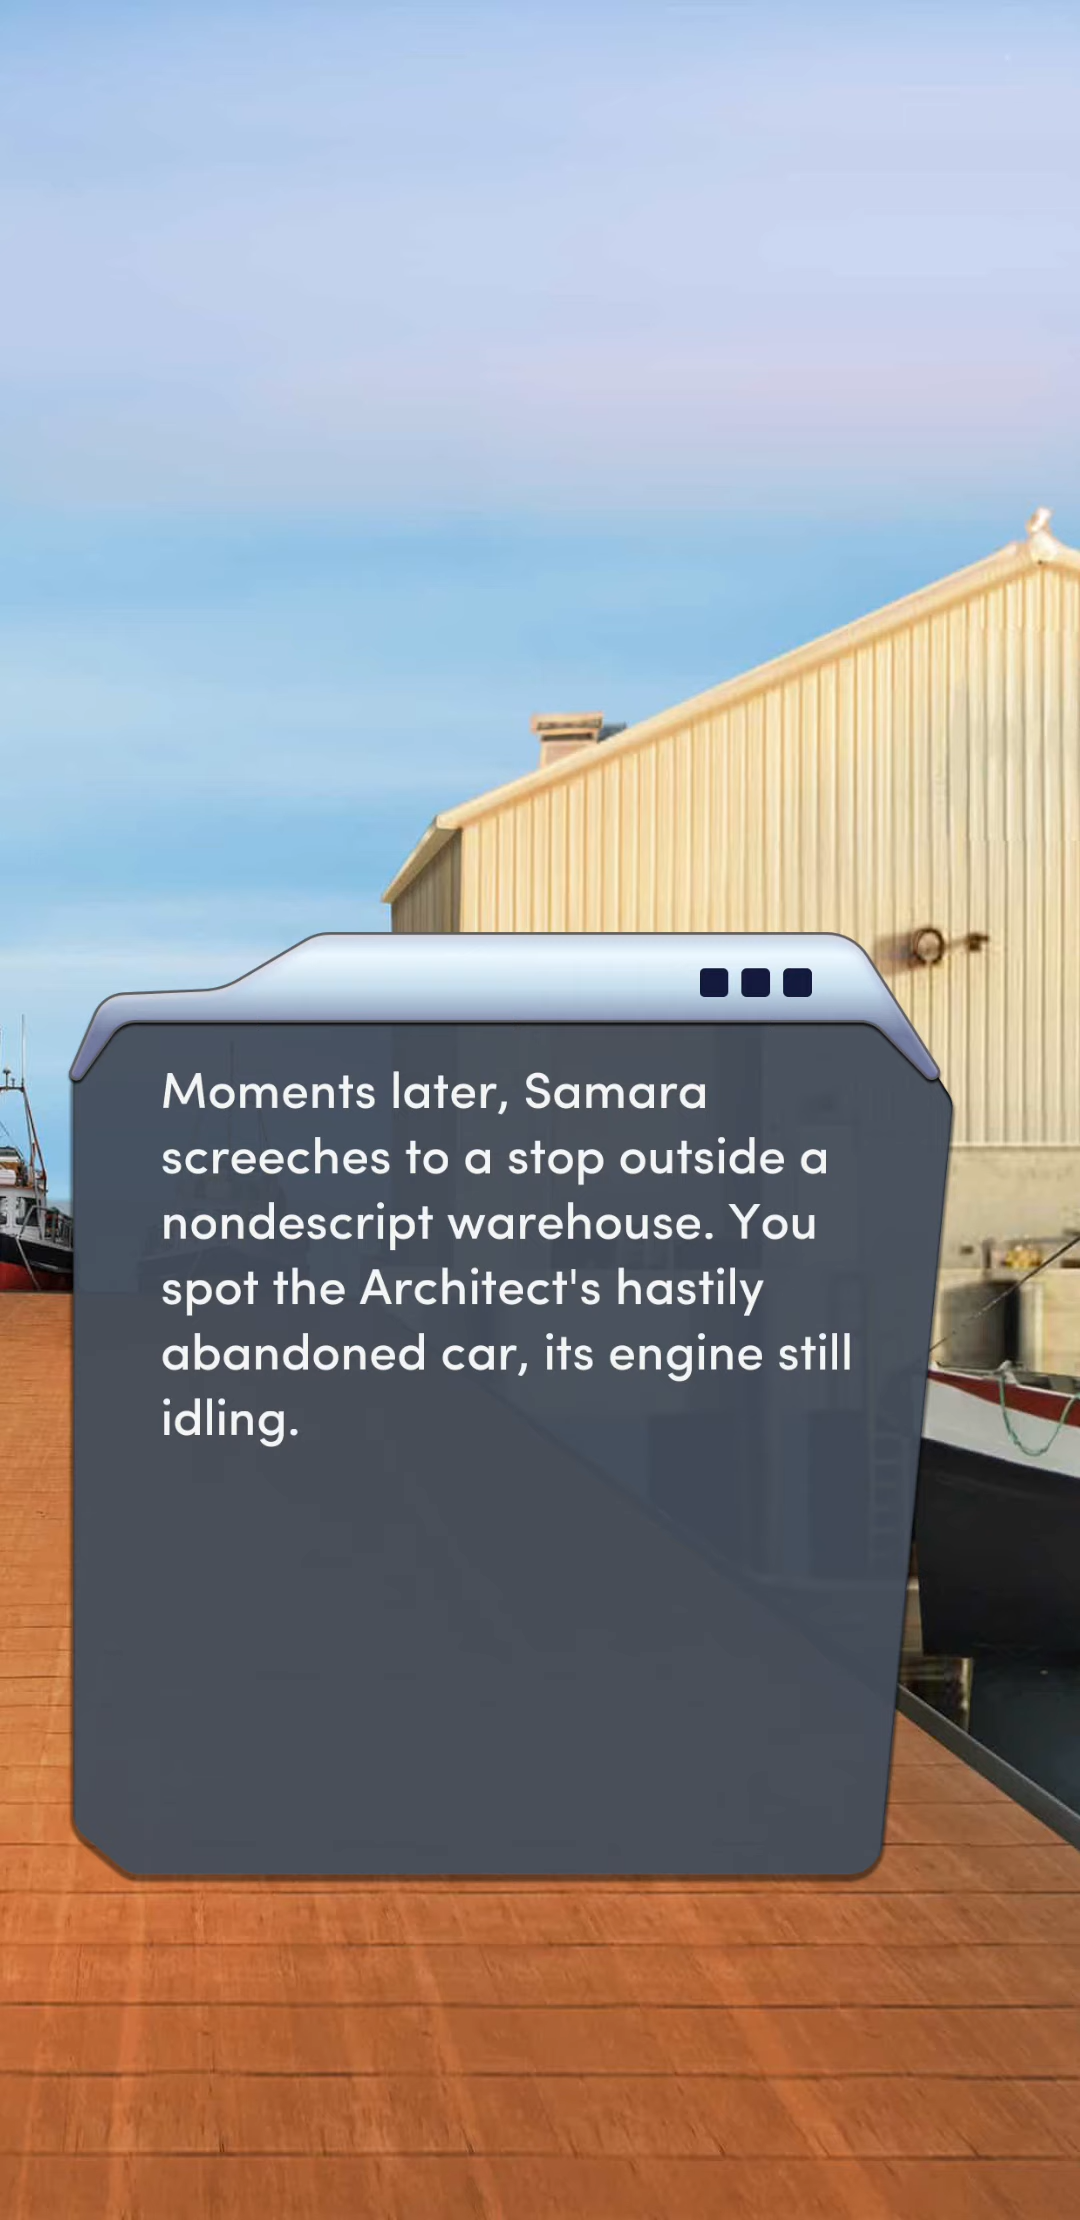 Moments later, Samara
screeches to a stop outside a
nondescript warehouse. You
spot the Architect's hastily
abandoned car, its engine still
idling.